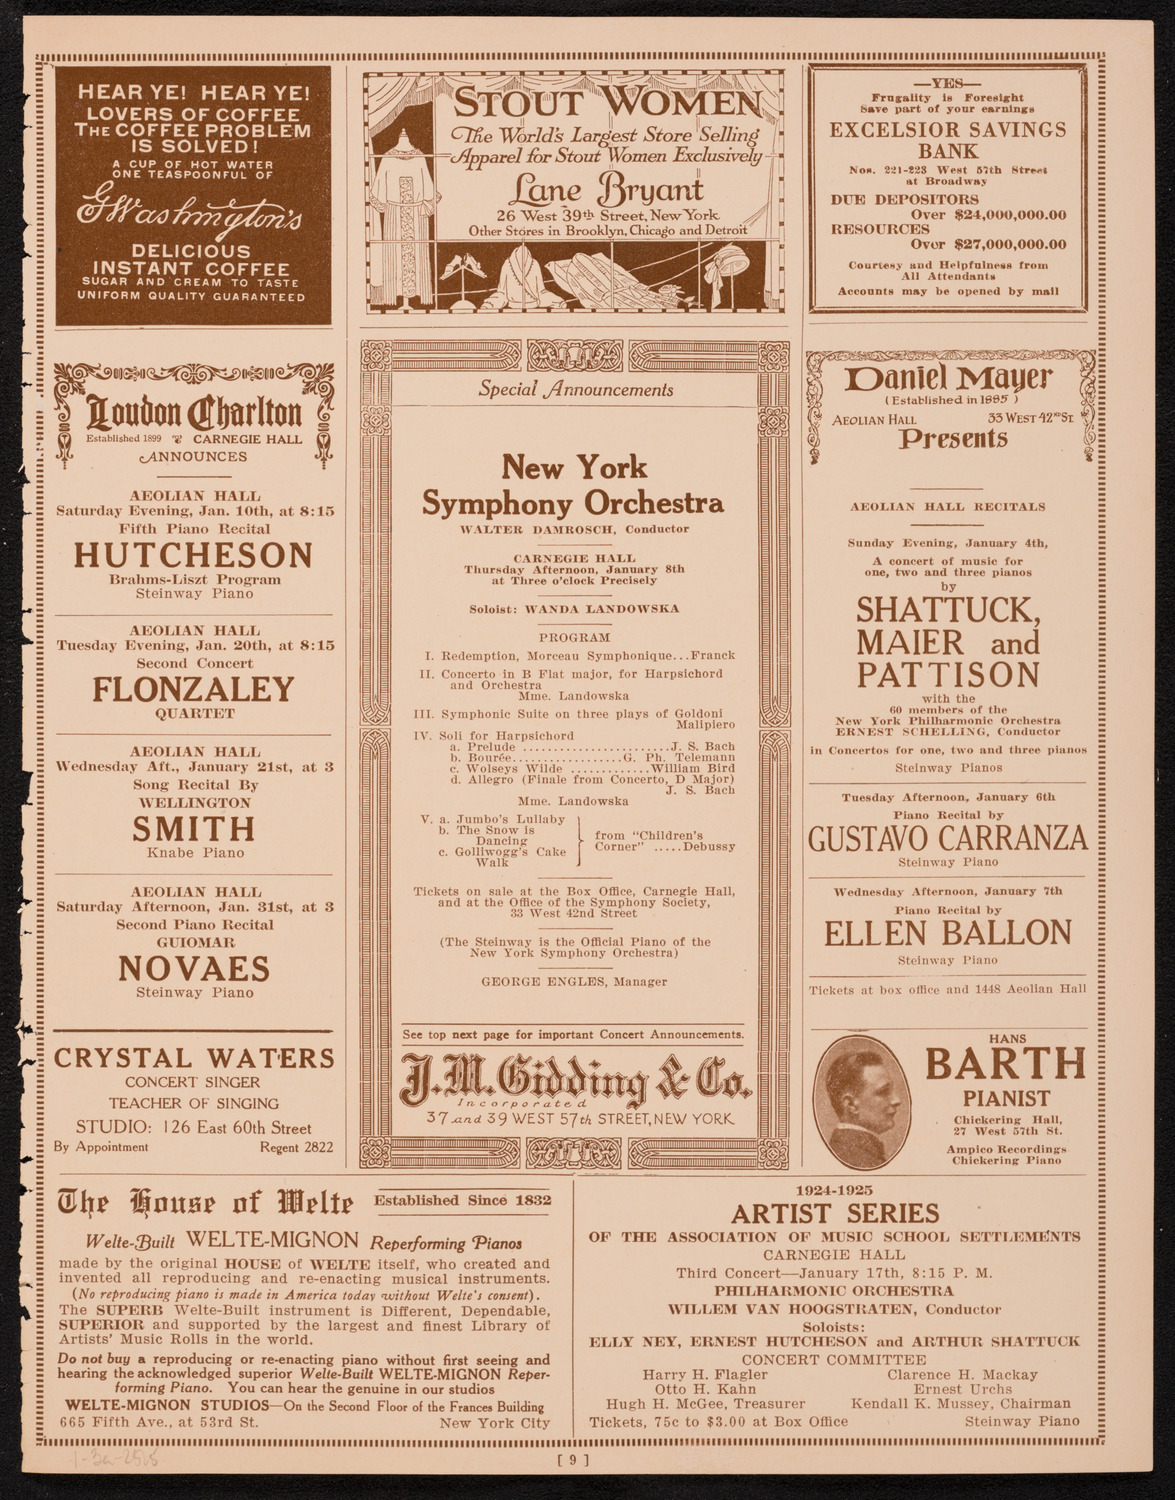 HEAR YE! HEAR YE!
LOVERS OF COFFEE
THE COFFEE PROBLEM
IS SOLVED!
A CUP OF HOT WATER
ONE TEASPOONFUL OF
G.Washington's
DELICIOUS
INSTANT COFFEE
SUGAR AND CREAM TO TASTE
UNIFORM QUALITY GUARANTEED
STOUT WOMEN
The World's Largest Store Selling
Apparel for Stout Women Exclusively
Lane Bryant
26 West 39th Street, New York
Other Stores in Brooklyn, Chicago and Detroit
—YES—
Frugality is Foresight
Save part of your earnings
EXCELSIOR SAVINGS
BANK
Nos. 221-223 West 57th Street
at Broadway
DUE DEPOSITORS
Over $24,000,000.00
RESOURCES
Over $27,000,000.00
Courtesy and Helpfulness from
All Attendants
Accounts may be opened by mail
Loudon Charlton
Established 1899 CARNEGIE HALL
ANNOUNCES
AEOLIAN HALL
Saturday Evening, Jan. 10th, at 8:15
Fifth Piano Recital
HUTCHESON
Brahms-Liszt Program
Steinway Piano
AEOLIAN HALL
Tuesday Evening, Jan. 20th, at 8:15
Second Concert
FLONZALEY
QUARTET
AEOLIAN HALL
Wednesday Aft., January 21st, at 3
Song Recital By
WELLINGTON
SMITH
Knabe Piano
AEOLIAN HALL
Saturday Afternoon, Jan. 31st, at 3
Second Piano Recital
GUIOMAR
NOVAES
Steinway Piano
CRYSTAL WATERS
CONCERT SINGER
TEACHER OF SINGING
STUDIO: 126 East 60th Street
By Appointment Regent 2822
Special Announcements
New York
Symphony Orchestra
WALTER DAMROSCH, Conductor
CARNEGIE HALL
Thursday Afternoon, January 8th
at Three o'clock Precisely
Soloist: WANDA LANDOWSKA
PROGRAM
I. Redemption, Morceau Symphonique...Franck
II. Concerto in B Flat major, for Harpsichord
and Orchestra
Mme. Landowska
III. Symphonic Suite on three plays of Goldoni
Malipiero
IV. Soli for Harpsichord
a. Prelude ........................J. S. Bach
b. Bourée..................G. Ph. Telemann
c. Wolseys Wilde .............William Bird
d. Allegro (Finale from Concerto, D Major)
J. S. Bach
Mme. Landowska
V. a. Jumbo's Lullaby
b. The Snow is
Dancing
c. Golliwogg's Cake
Walk
from "Children's
Corner" .....Debussy
Tickets on sale at the Box Office, Carnegie Hall,
and at the Office of the Symphony Society,
33 West 42nd Street
(The Steinway is the Official Piano of the
New York Symphony Orchestra)
GEORGE ENGLES, Manager
See top next page for important Concert Announcements.
J.M. Gidding & Co.
Incorporated
37 and 39 WEST 57th STREET, NEW YORK
Daniel Mayer
(Established in 1885)
AEOLIAN HALL 33 WEST 42ND ST.
Presents
AEOLIAN HALL RECITALS
Sunday Evening, January 4th,
A concert of music for
one, two and three pianos
by
SHATTUCK,
MAIER and
PATTISON
with the
60 members of the
New York Philharmonic Orchestra
ERNEST SCHELLING, Conductor
in Concertos for one, two and three pianos
Steinway Pianos
Tuesday Afternoon, January 6th
Piano Recital by
GUSTAVO CARRANZA
Steinway Piano
Wednesday Afternoon, January 7th
Piano Recital by
ELLEN BALLON
Steinway Piano
Tickets at box office and 1448 Aeolian Hall
HANS
BARTH
PIANIST
Chickering Hall,
27 West 57th St.
Ampico Recordings
Chickering Piano
The House of Welte Established Since 1832
Welte-Built WELTE-MIGNON Reperforming Pianos
made by the original HOUSE of WELTE itself, who created and
invented all reproducing and re-enacting musical instruments.
(No reproducing piano is made in America today without Welte's consent).
The SUPERB Welte-Built instrument is Different, Dependable,
SUPERIOR and supported by the largest and finest Library of
Artists' Music Rolls in the world.
Do not buy a reproducing or re-enacting piano without first seeing and
hearing the acknowledged superior Welte-Built WELTE-MIGNON Reper-
forming Piano. You can hear the genuine in our studios
WELTE-MIGNON STUDIOS—On the Second Floor of the Frances Building
665 Fifth Ave., at 53rd St. New York City
1924-1925
ARTIST SERIES
OF THE ASSOCIATION OF MUSIC SCHOOL SETTLEMENTS
CARNEGIE HALL
Third Concert—January 17th, 8:15 P. M.
PHILHARMONIC ORCHESTRA
WILLEM VAN HOOGSTRATEN, Conductor
Soloists:
ELLY NEY, ERNEST HUTCHESON and ARTHUR SHATTUCK
CONCERT COMMITTEE
Harry H. Flagler Clarence H. Mackay
Otto H. Kahn Ernest Urchs
Hugh H. McGee, Treasurer Kendall K. Mussey, Chairman
Tickets, 75c to $3.00 at Box Office Steinway Piano
[ 9 ]